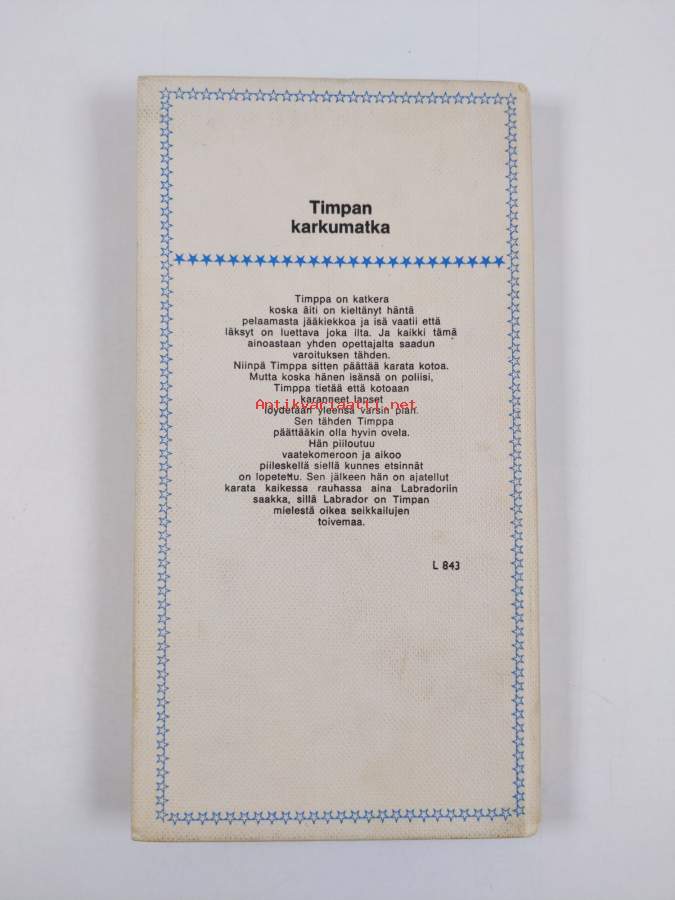 Timpan
karkumatka
Timppa on katkera
koska äiti on kieltänyt häntä
pelaamasta jääkiekkoa ja isä vaatii että
läksyt on luettava joka ilta. Ja kaikki tämä
ainoastaan yhden opettajalta saadun
varoituksen tähden.
Niinpä Timppa sitten päättää karata kotoa.
Mutta koska hänen isänsä on poliisi,
Timppa tietää että kotoaan
karanneet lapset
Antikvariaatti.net
löydetään yleensä varsin pian.
Sen tähden Timppa
päättääkin olla hyvin ovela.
Hän piiloutuu
vaatekomeroon ja aikoo
piileskellä siellä kunnes etsinnät
on lopetettu. Sen jälkeen hän on ajatellut
karata kaikessa rauhassa aina Labradoriin
saakka, sillä Labrador on Timpan
mielestä oikea seikkailujen
toivemaa.
L 843